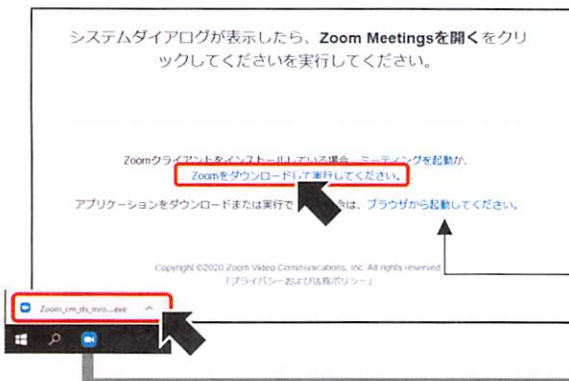 システムダイアログが表示したら、Zoom Meetingsを開くをクリ
ックしてくださいを実行してください。
Zoomクライアントをインストールしている場合、ミーティングを起動か、
Zoomをダウンロードして実行してください。
アプリケーションをダウンロードまたは実行で 合は、ブラウザから起動してください。
Copyright ©2020 Zoom Video Communications, Inc. All rights reserved.
「プライバシーおよび法務ポリシー」
Zoom_cm_ds_mro....exe